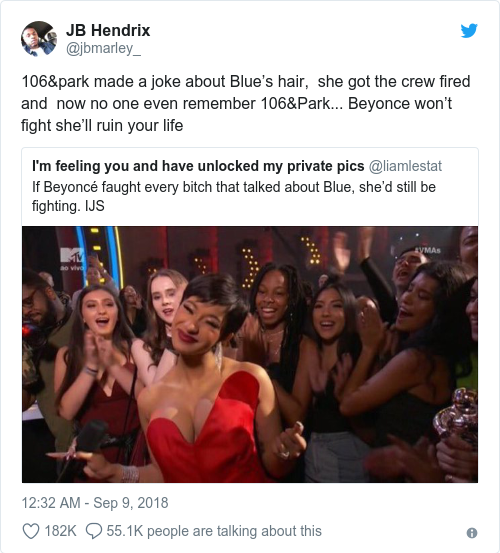 JB Hendrix
@jbmarley_
106&park made a joke about Blue's hair,  she got the crew fired
and  now no one even remember 106&Park... Beyonce won't
fight she'll ruin your life
I'm feeling you and have unlocked my private pics @liamlestat
If Beyoncé faught every bitch that talked about Blue, she'd still be
fighting. IJS
MTV
ao vivo
#VMAs
12:32 AM - Sep 9, 2018
182K 55.1K people are talking about this